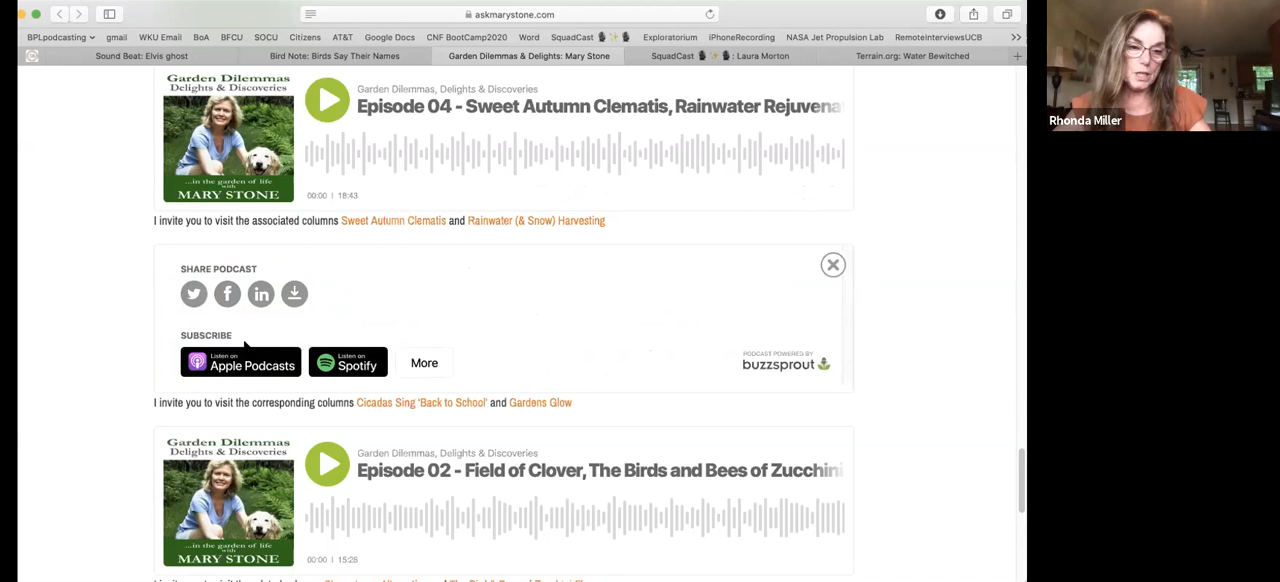 askmarystone.com
BPLpodcasting gmail WKU Email BoA BFCU SOCU Citizens AT&T Google Docs CNF BootCamp2020 Word SquadCast Exploratorium iPhoneRecording NASA Jet Propulsion Lab RemoteInterviewsUCB
Sound Beat: Elvis ghost Bird Note: Birds Say Their Names Garden Dilemmas & Delights: Mary Stone SquadCast : Laura Morton Terrain.org: Water Bewitched
Rhonda Miller
Garden Dilemmas
Delights & Discoveries
...in the garden of life
with
MARY STONE
Garden Dilemmas, Delights & Discoveries
Episode 04 - Sweet Autumn Clematis, Rainwater Rejuvena
00:00 | 18:43
I invite you to visit the associated columns Sweet Autumn Clematis and Rainwater (& Snow) Harvesting
SHARE PODCAST
SUBSCRIBE
Listen on
Apple Podcasts
Listen on
Spotify
More
PODCAST POWERED BY
buzzsprout
I invite you to visit the corresponding columns Cicadas Sing 'Back to School' and Gardens Glow
Garden Dilemmas
Delights & Discoveries
...in the garden of life
with
MARY STONE
Garden Dilemmas, Delights & Discoveries
Episode 02 - Field of Clover, The Birds and Bees of Zucchini
00:00 | 15:28